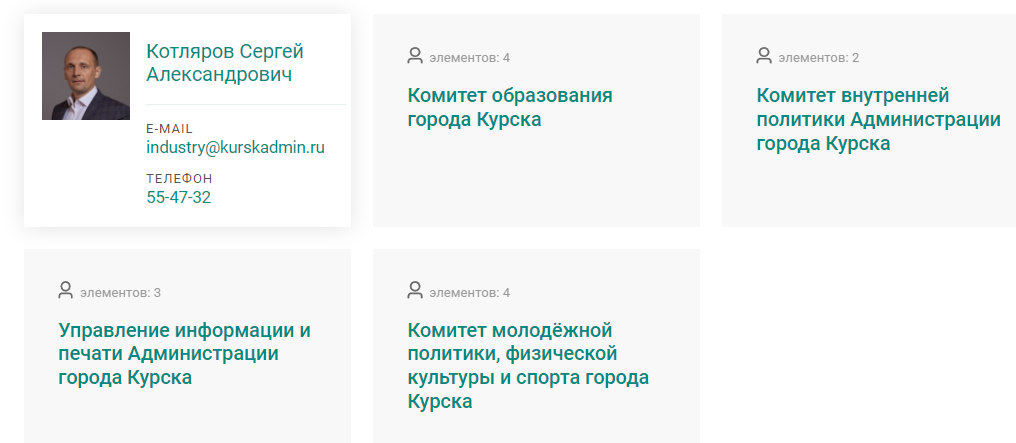 Котляров Сергей
Александрович
E-MAIL
industry@kurskadmin.ru
ТЕЛЕФОН
55-47-32
элементов: 4
Комитет образования
города Курска
элементов: 2
Комитет внутренней
политики Администрации
города Курска
элементов: 3
Управление информации и
печати Администрации
города Курска
элементов: 4
Комитет молодёжной
политики, физической
культуры и спорта города
Курска